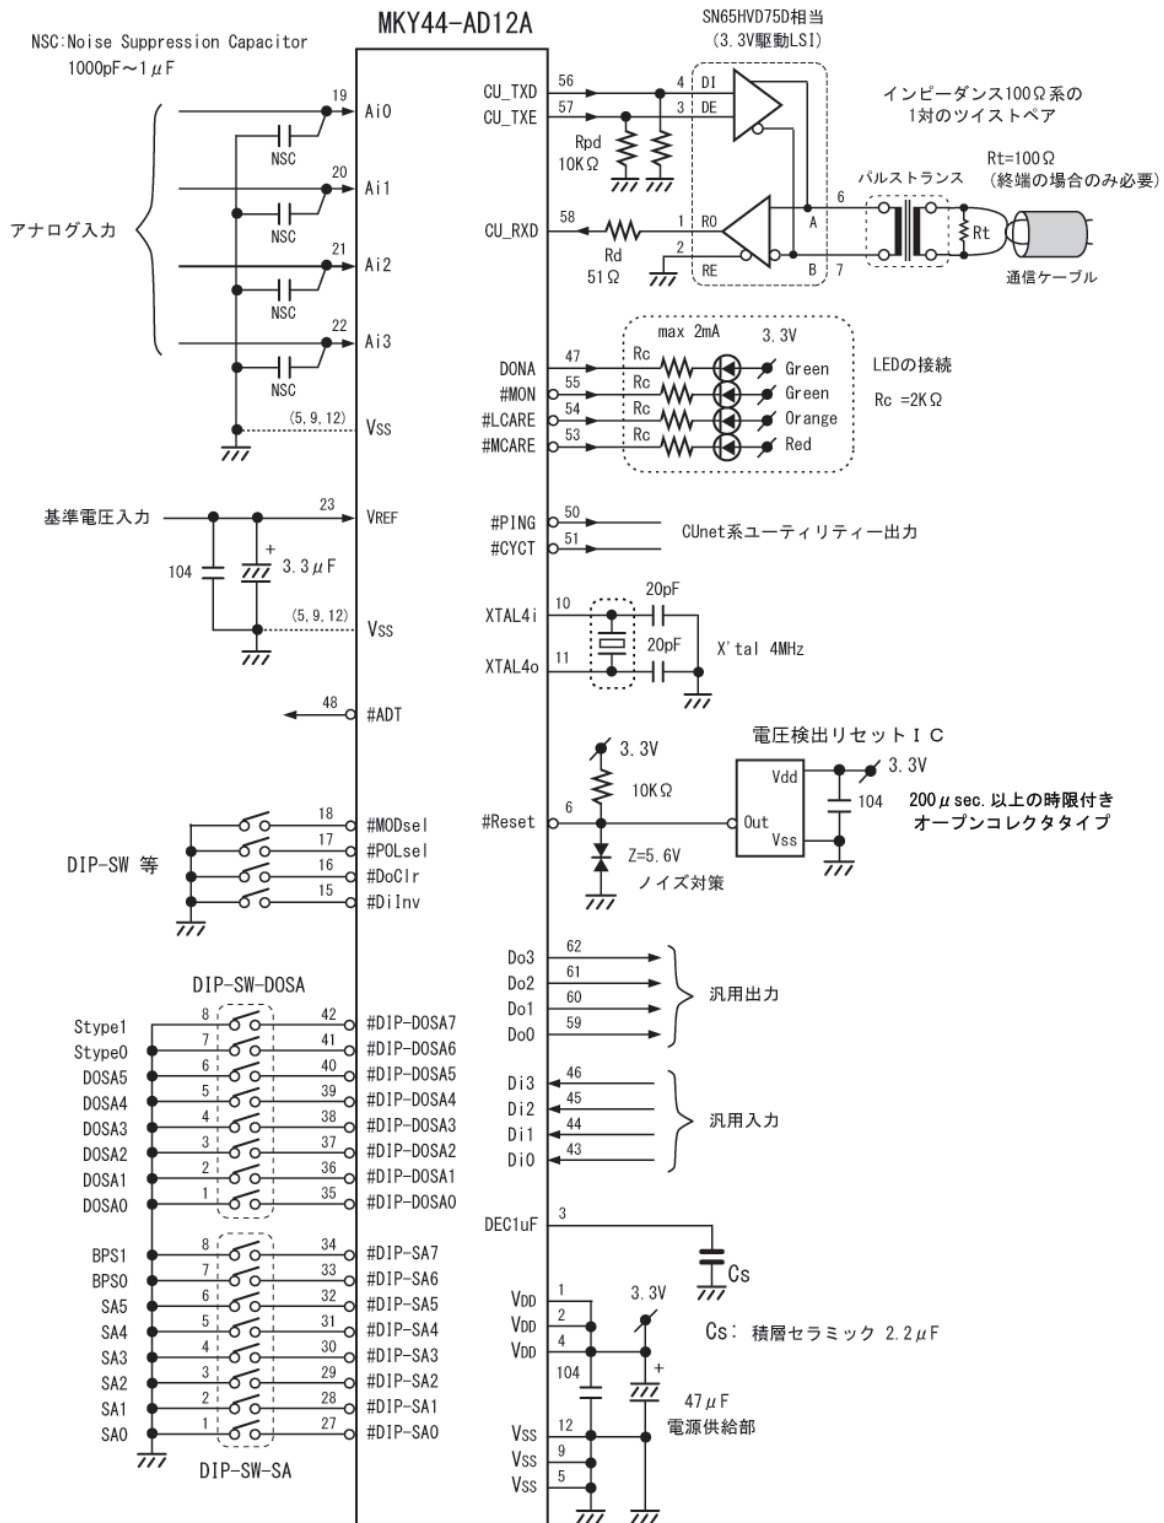 MKY44-AD12A
SN65HVD75D相当
(3.3V駆動LSI)
NSC:Noise Suppression Capacitor
1000pF～1μF
19 Ai0
NSC
20 Ai1
NSC
アナログ入力
21 Ai2
NSC
22 Ai3
NSC
(5,9,12) Vss
基準電圧入力 23 VREF
104
+
3.3μF
(5,9,12) Vss
48 #ADT
DIP-SW 等
18 #MODsel
17 #POLsel
16 #DoClr
15 #DiInv
DIP-SW-DOSA
Stype1 8 42 #DIP-DOSA7
Stype0 7 41 #DIP-DOSA6
DOSA5 6 40 #DIP-DOSA5
DOSA4 5 39 #DIP-DOSA4
DOSA3 4 38 #DIP-DOSA3
DOSA2 3 37 #DIP-DOSA2
DOSA1 2 36 #DIP-DOSA1
DOSA0 1 35 #DIP-DOSA0
BPS1 8 34 #DIP-SA7
BPS0 7 33 #DIP-SA6
SA5 6 32 #DIP-SA5
SA4 5 31 #DIP-SA4
SA3 4 30 #DIP-SA3
SA2 3 29 #DIP-SA2
SA1 2 28 #DIP-SA1
SA0 1 27 #DIP-SA0
DIP-SW-SA
CU_TXD 56 4 DI
CU_TXE 57 3 DE
Rpd
10KΩ
CU_RXD 58 1 RO A 6
Rd
51Ω
2 RE B 7
インピーダンス100Ω系の
1対のツイストペア
Rt=100Ω
(終端の場合のみ必要)
パルストランス
Rt
通信ケーブル
max 2mA 3.3V
DONA 47 Rc Green
#MON 55 Rc Green
#LCARE 54 Rc Orange
#MCARE 53 Rc Red
LEDの接続
Rc =2KΩ
#PING 50
#CYCT 51
CUnet系ユーティリティー出力
XTAL4i 10 20pF
XTAL4o 11 20pF
X'tal 4MHz
電圧検出リセットＩＣ
3.3V
10KΩ
#Reset 6
Z=5.6V
ノイズ対策
Out
Vdd
Vss
3.3V
104
200μsec.以上の時限付き
オープンコレクタタイプ
Do3 62
Do2 61
Do1 60
Do0 59
汎用出力
Di3 46
Di2 45
Di1 44
Di0 43
汎用入力
DEC1uF 3
Cs
Cs: 積層セラミック 2.2μF
VDD 1
VDD 2
VDD 4
3.3V
104
+
47μF
電源供給部
Vss 12
Vss 9
Vss 5